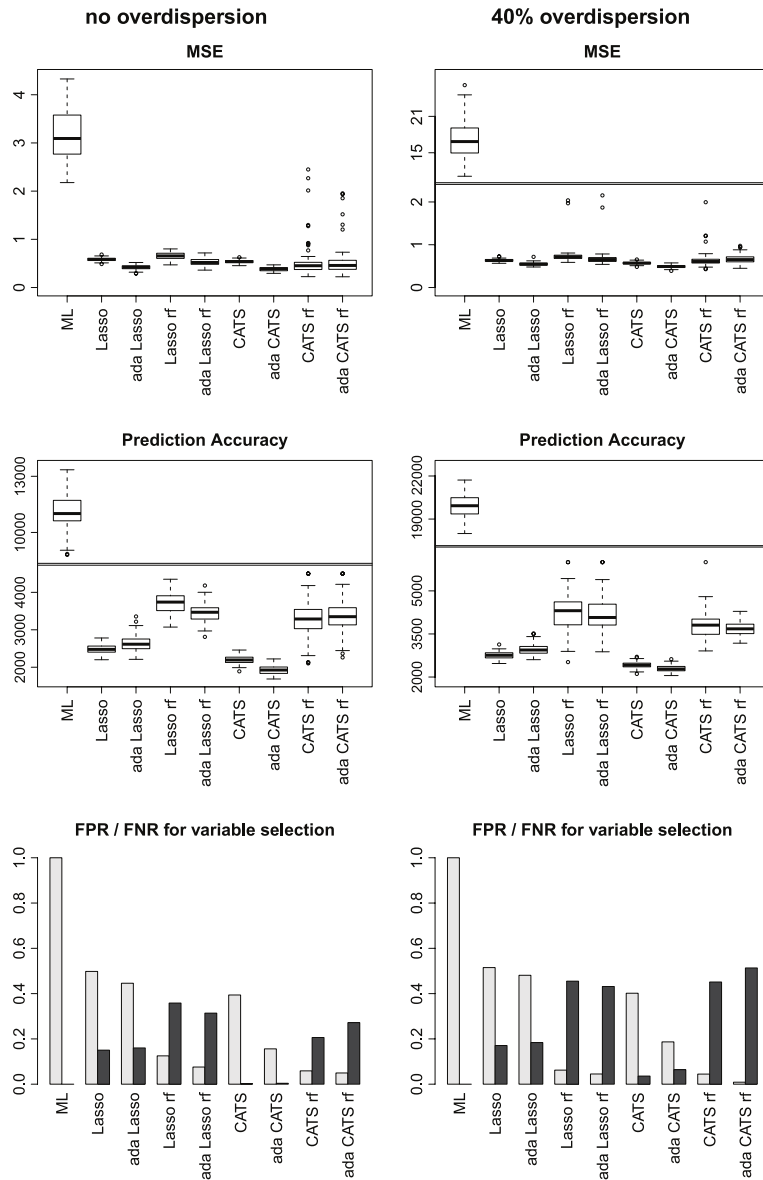 no overdispersion
40% overdispersion
MSE
MSE
4
3
2
1
0
ML
Lasso
ada Lasso
Lasso rf
ada Lasso rf
CATS
ada CATS
CATS rf
ada CATS rf
21
15
2
1
0
ML
Lasso
ada Lasso
Lasso rf
ada Lasso rf
CATS
ada CATS
CATS rf
ada CATS rf
Prediction Accuracy
Prediction Accuracy
13000
10000
4000
3000
2000
ML
Lasso
ada Lasso
Lasso rf
ada Lasso rf
CATS
ada CATS
CATS rf
ada CATS rf
22000
19000
5000
3500
2000
ML
Lasso
ada Lasso
Lasso rf
ada Lasso rf
CATS
ada CATS
CATS rf
ada CATS rf
FPR / FNR for variable selection
FPR / FNR for variable selection
1.0
0.8
0.6
0.4
0.2
0.0
ML
Lasso
ada Lasso
Lasso rf
ada Lasso rf
CATS
ada CATS
CATS rf
ada CATS rf
1.0
0.8
0.6
0.4
0.2
0.0
ML
Lasso
ada Lasso
Lasso rf
ada Lasso rf
CATS
ada CATS
CATS rf
ada CATS rf